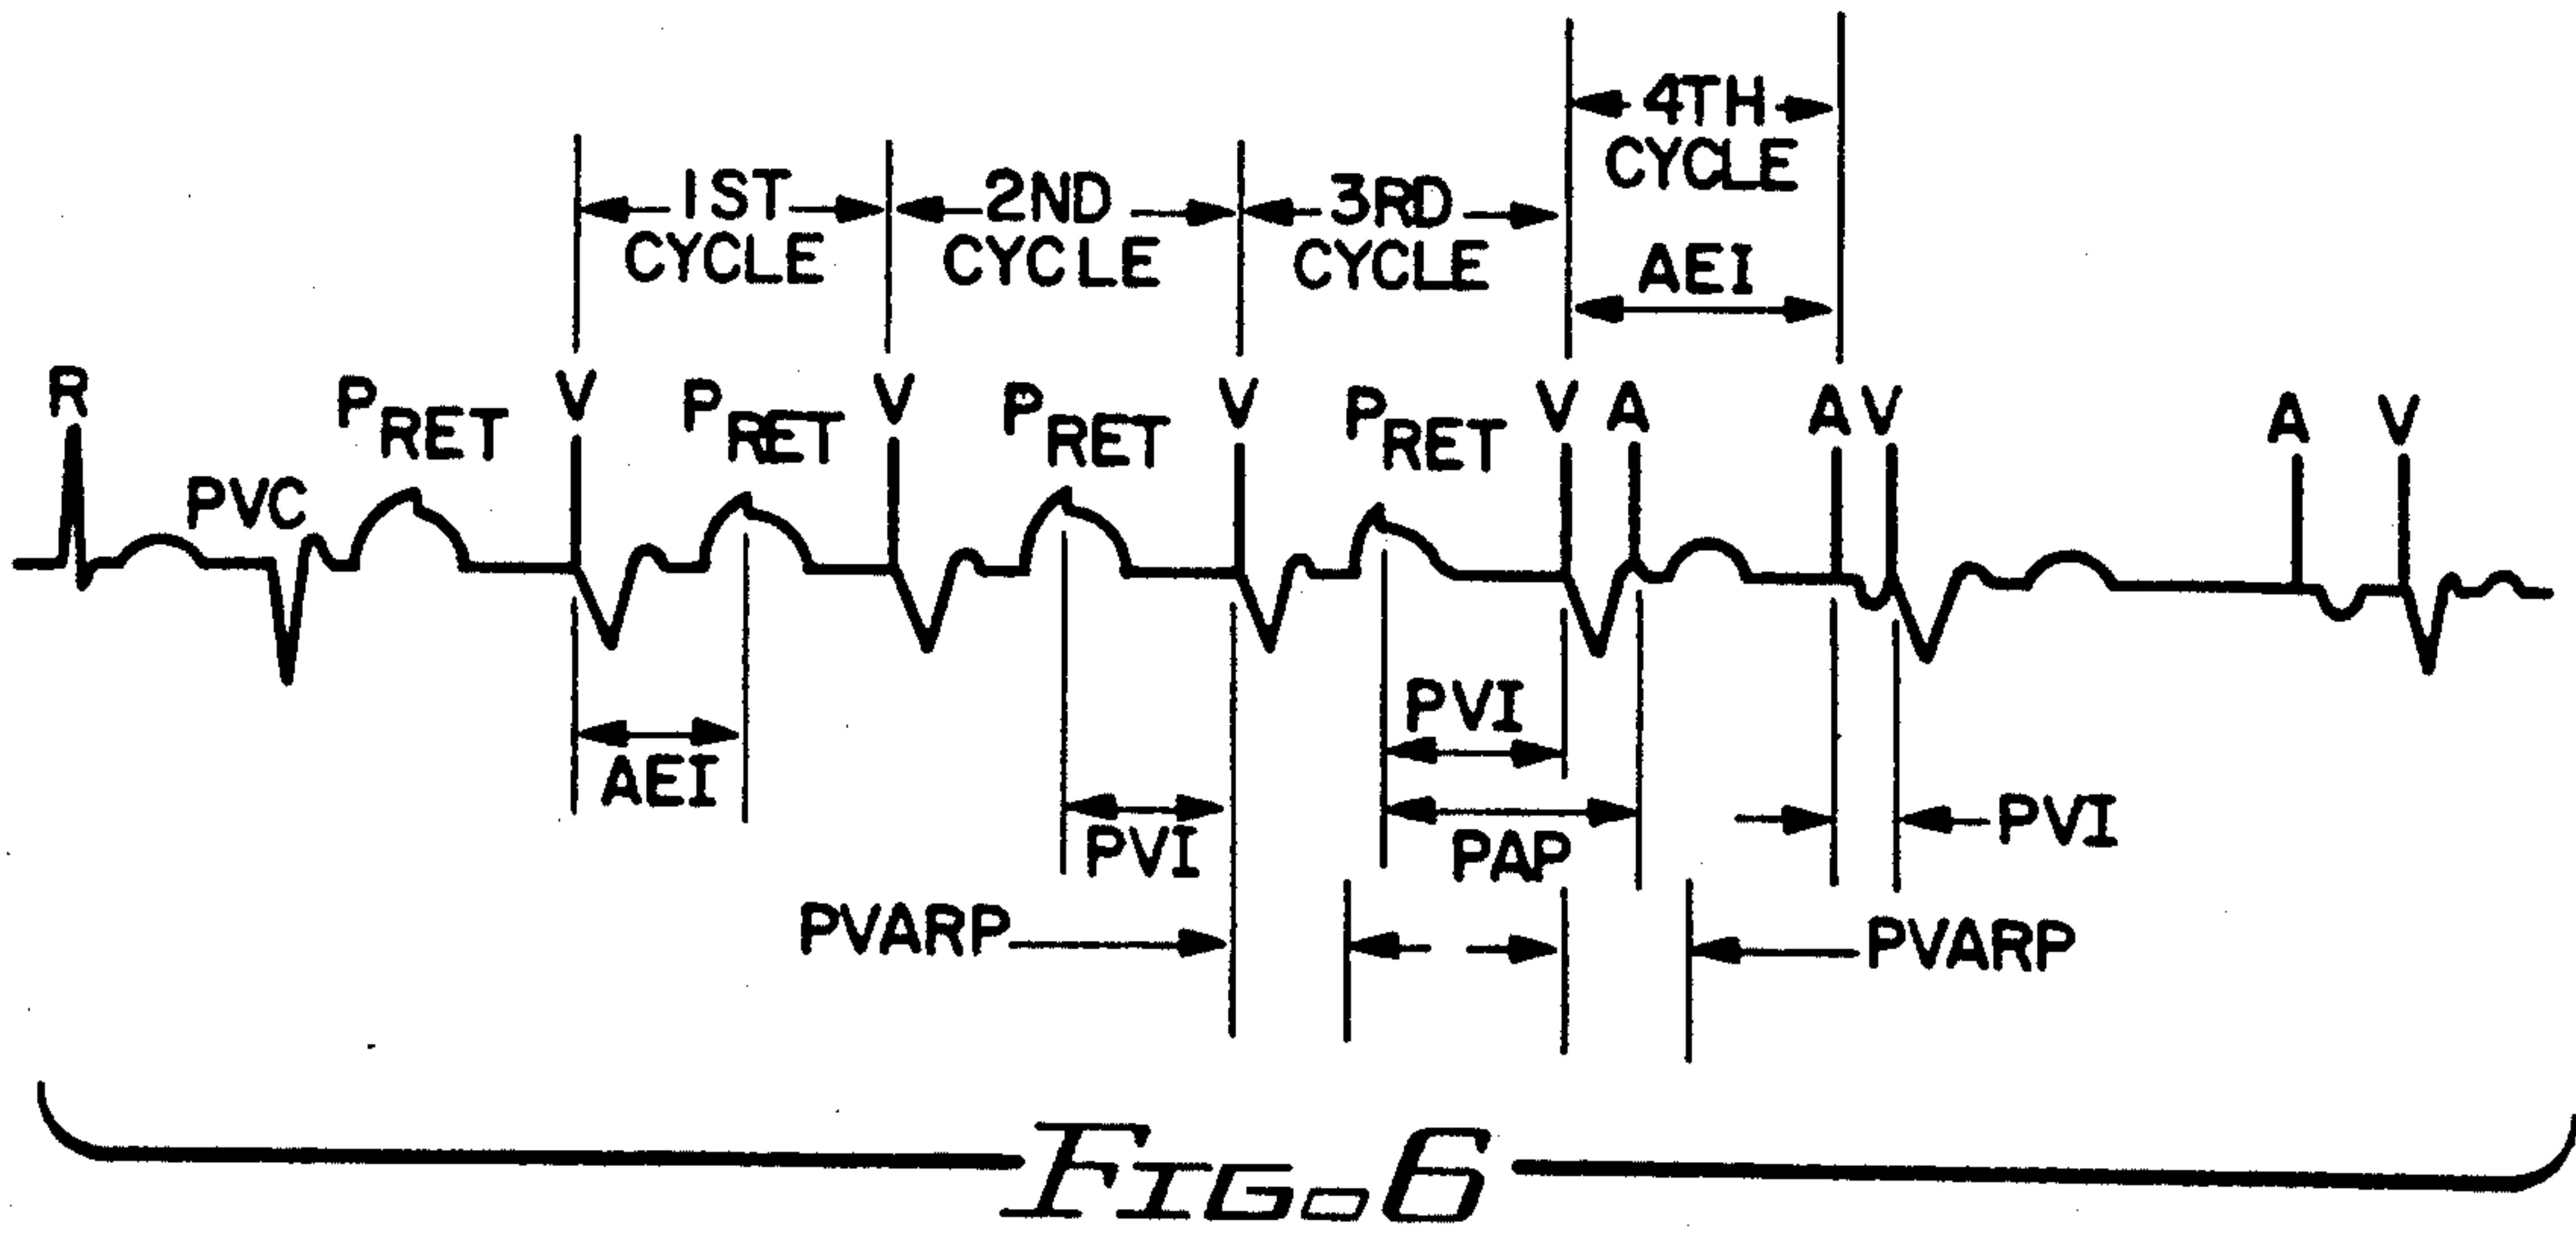 4TH
CYCLE
1ST
CYCLE
2ND
CYCLE
3RD
CYCLE
AEI
R
PVC
PRET
V
PRET
V
PRET
V
PRET
V
A
A
V
A
V
AEI
PVI
PVI
PAP
PVI
PVARP
PVARP
FIG. 6